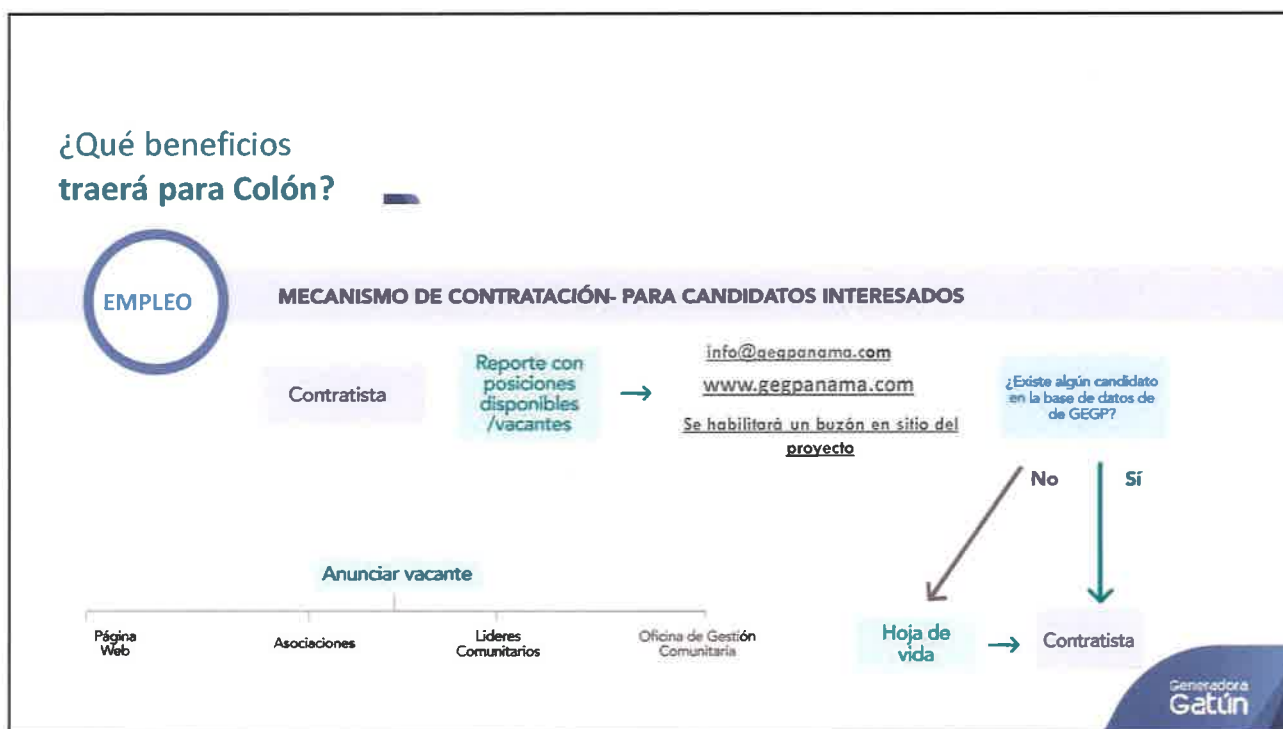 ¿Qué beneficios
traerá para Colón?
EMPLEO
MECANISMO DE CONTRATACIÓN- PARA CANDIDATOS INTERESADOS
Contratista
Reporte con
posiciones
disponibles
/vacantes
info@gegpanama.com
www.gegpanama.com
Se habilitará un buzón en sitio del
proyecto
¿Existe algún candidato
en la base de datos de
de GEGP?
No
Sí
Anunciar vacante
Página
Web
Asociaciones
Lideres
Comunitarios
Oficina de Gestión
Comunitaria
Hoja de
vida
Contratista
Generadora
Gatún